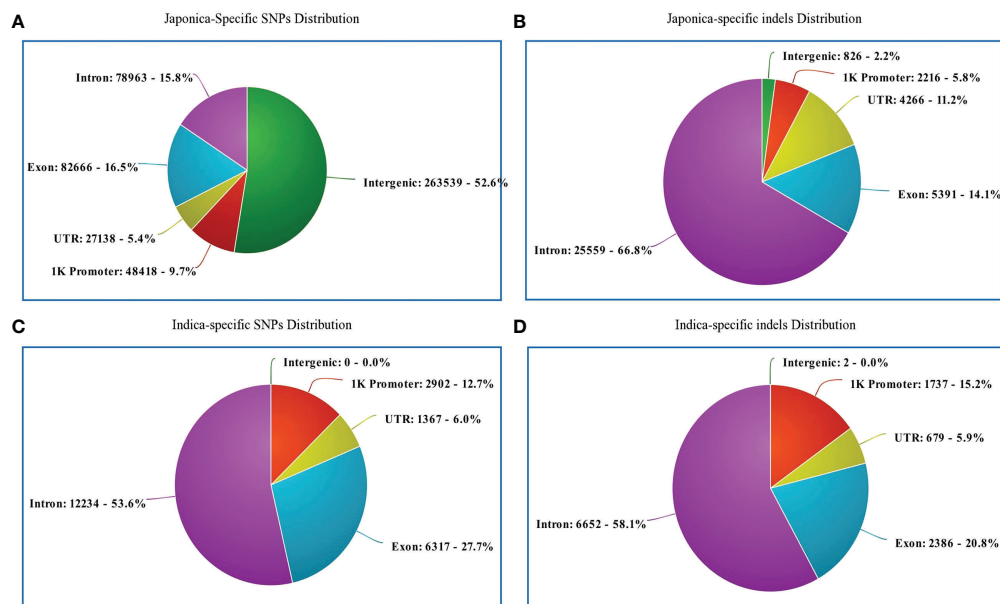 A
Japonica-Specific SNPs Distribution
Intron: 78963 - 15.8%
Exon: 82666 - 16.5%
Intergenic: 263539 - 52.6%
UTR: 27138 - 5.4%
1K Promoter: 48418 - 9.7%
B
Japonica-specific indels Distribution
Intergenic: 826 - 2.2%
1K Promoter: 2216 - 5.8%
UTR: 4266 - 11.2%
Exon: 5391 - 14.1%
Intron: 25559 - 66.8%
C
Indica-specific SNPs Distribution
Intergenic: 0 - 0.0%
1K Promoter: 2902 - 12.7%
UTR: 1367 - 6.0%
Intron: 12234 - 53.6%
Exon: 6317 - 27.7%
D
Indica-specific indels Distribution
Intergenic: 2 - 0.0%
1K Promoter: 1737 - 15.2%
UTR: 679 - 5.9%
Intron: 6652 - 58.1%
Exon: 2386 - 20.8%